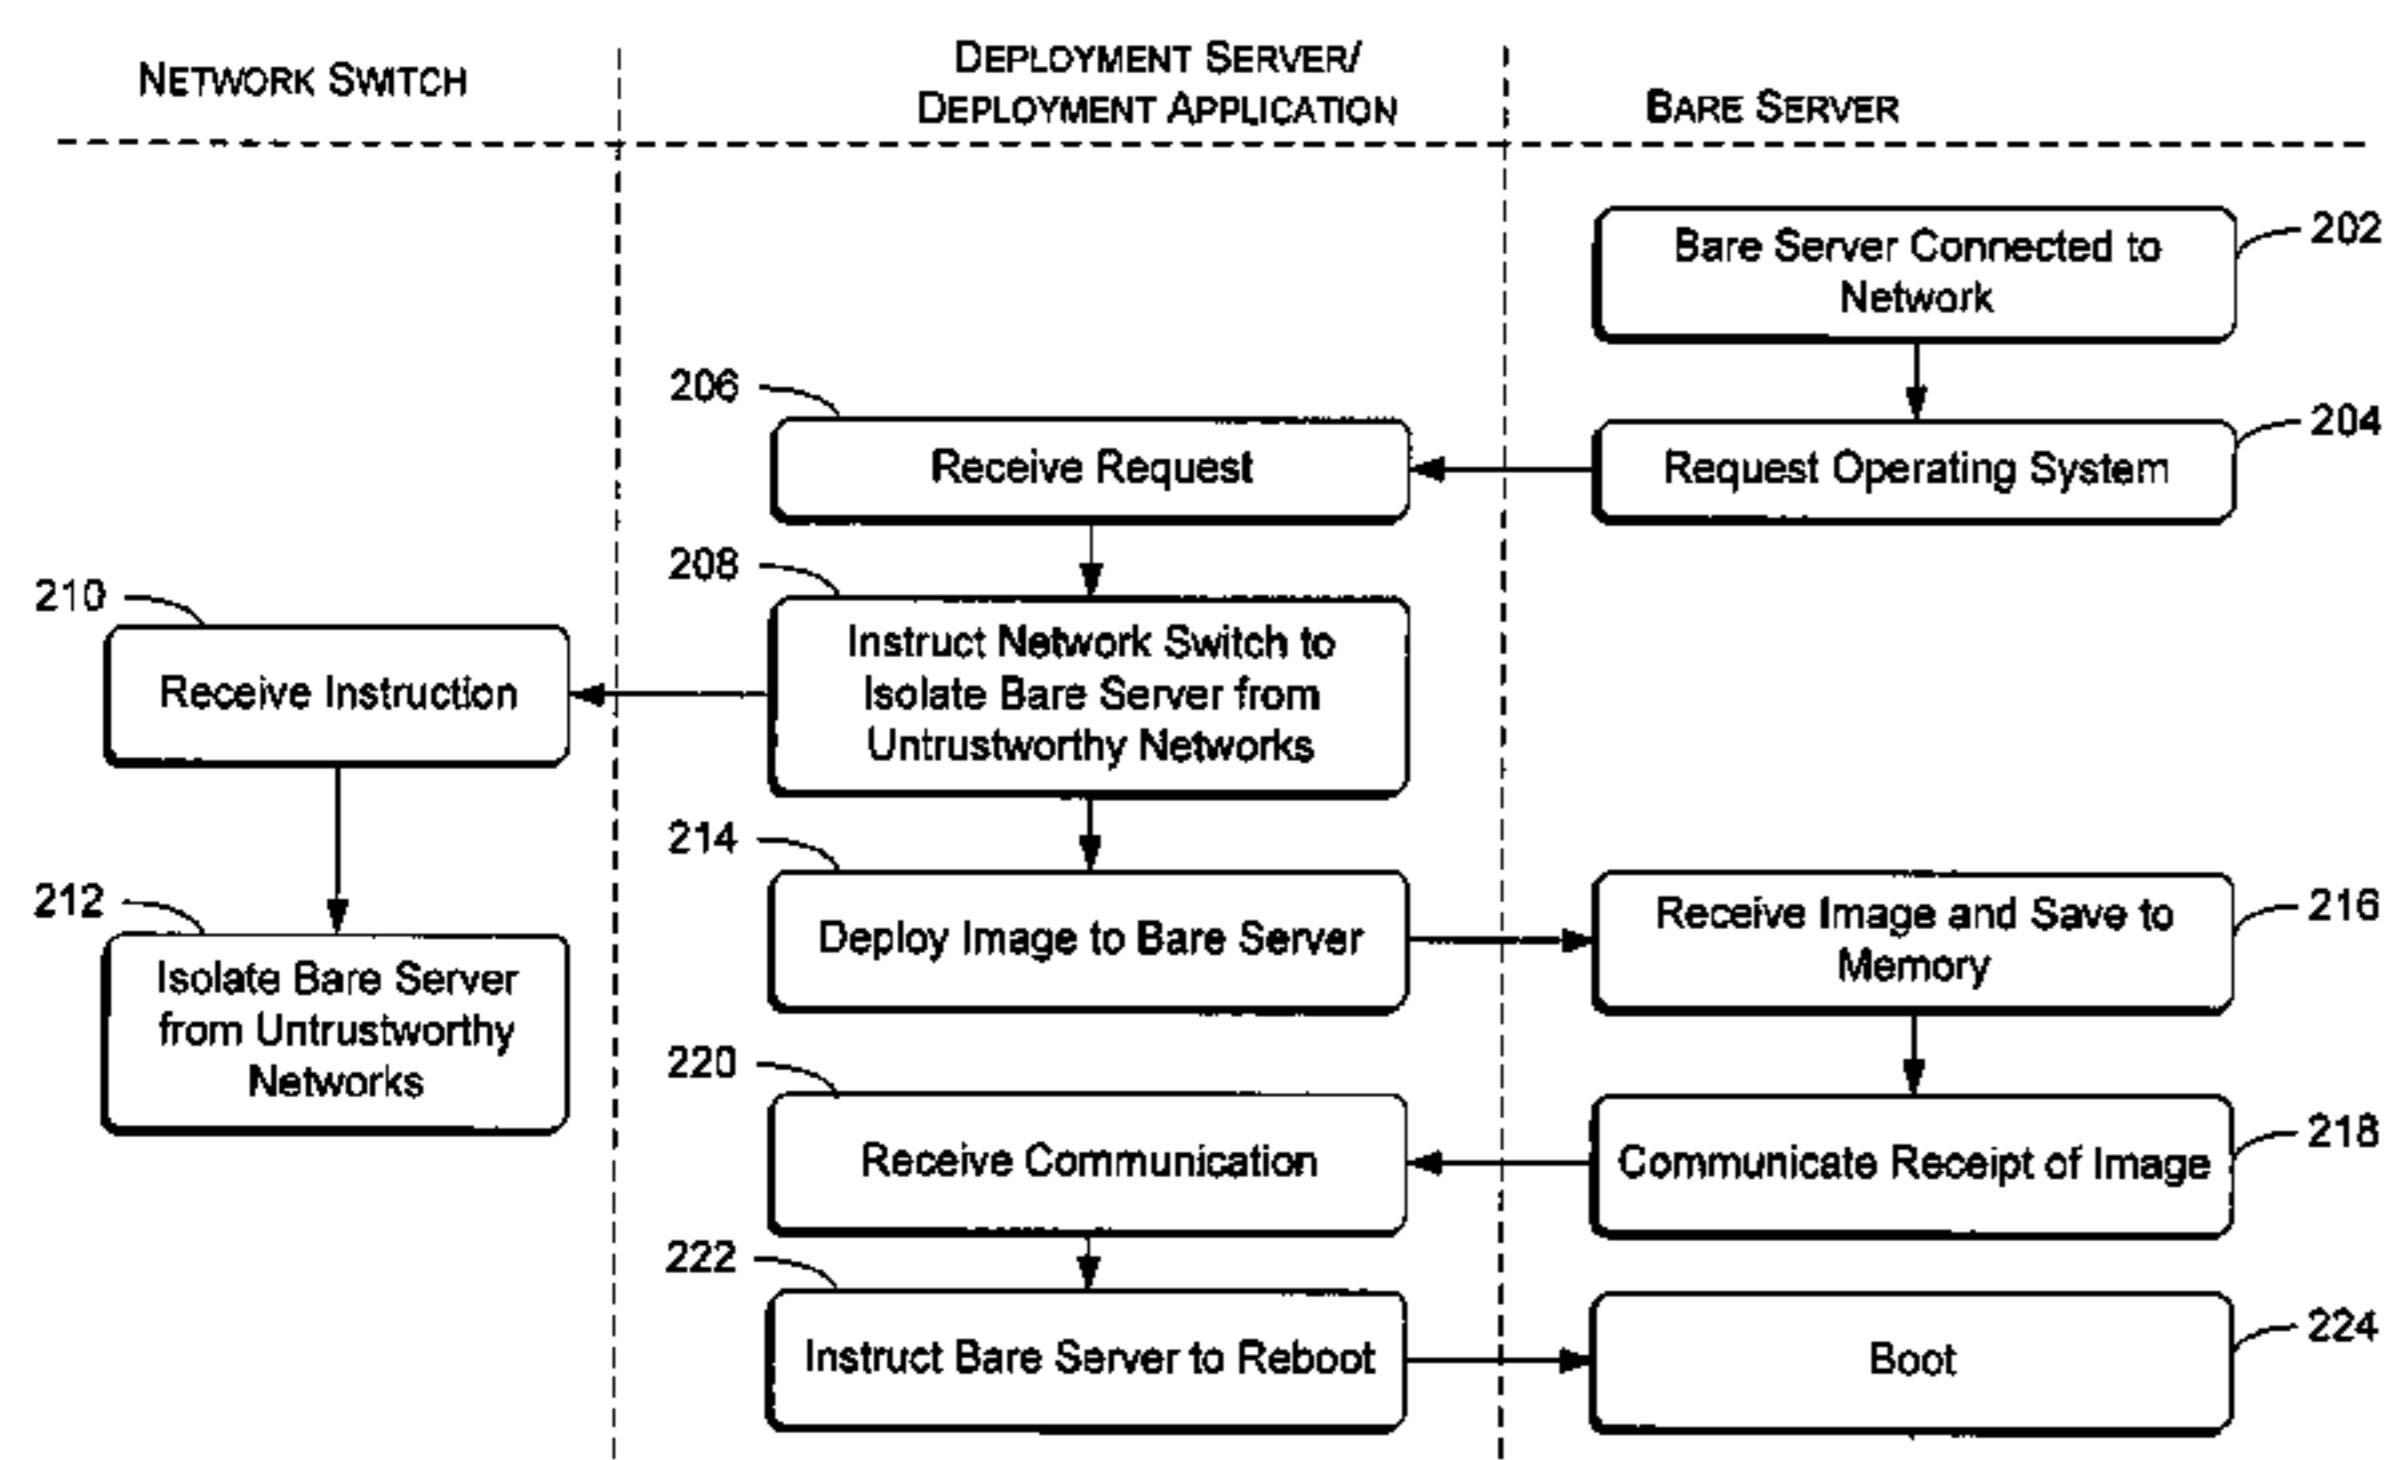 NETWORK SWITCH
DEPLOYMENT SERVER/
DEPLOYMENT APPLICATION
BARE SERVER
202
Bare Server Connected to
Network
204
Request Operating System
206
Receive Request
208
Instruct Network Switch to
Isolate Bare Server from
Untrustworthy Networks
210
Receive Instruction
212
Isolate Bare Server
from Untrustworthy
Networks
214
Deploy Image to Bare Server
216
Receive Image and Save to
Memory
218
Communicate Receipt of Image
220
Receive Communication
222
Instruct Bare Server to Reboot
224
Boot